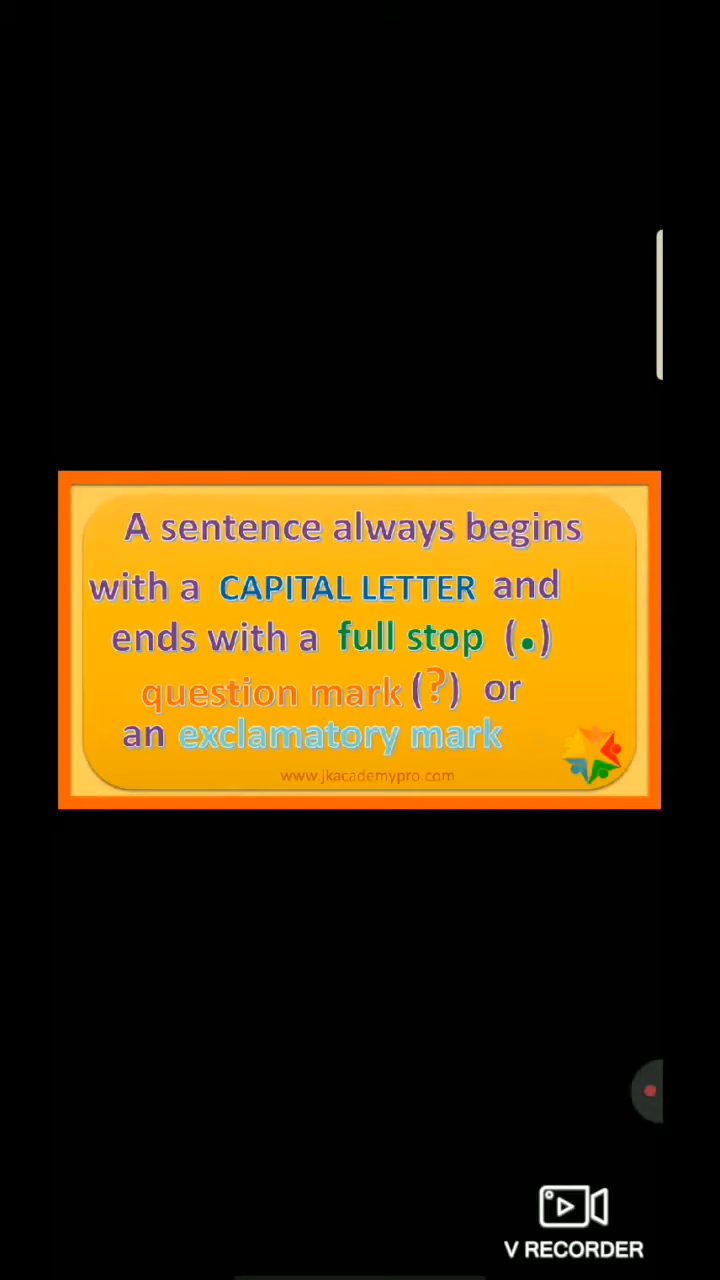 A sentence always begins
with a CAPITAL LETTER and
ends with a full stop (.)
question mark (?) or
an exclamatory mark
www.jkacademypro.com
V RECORDER